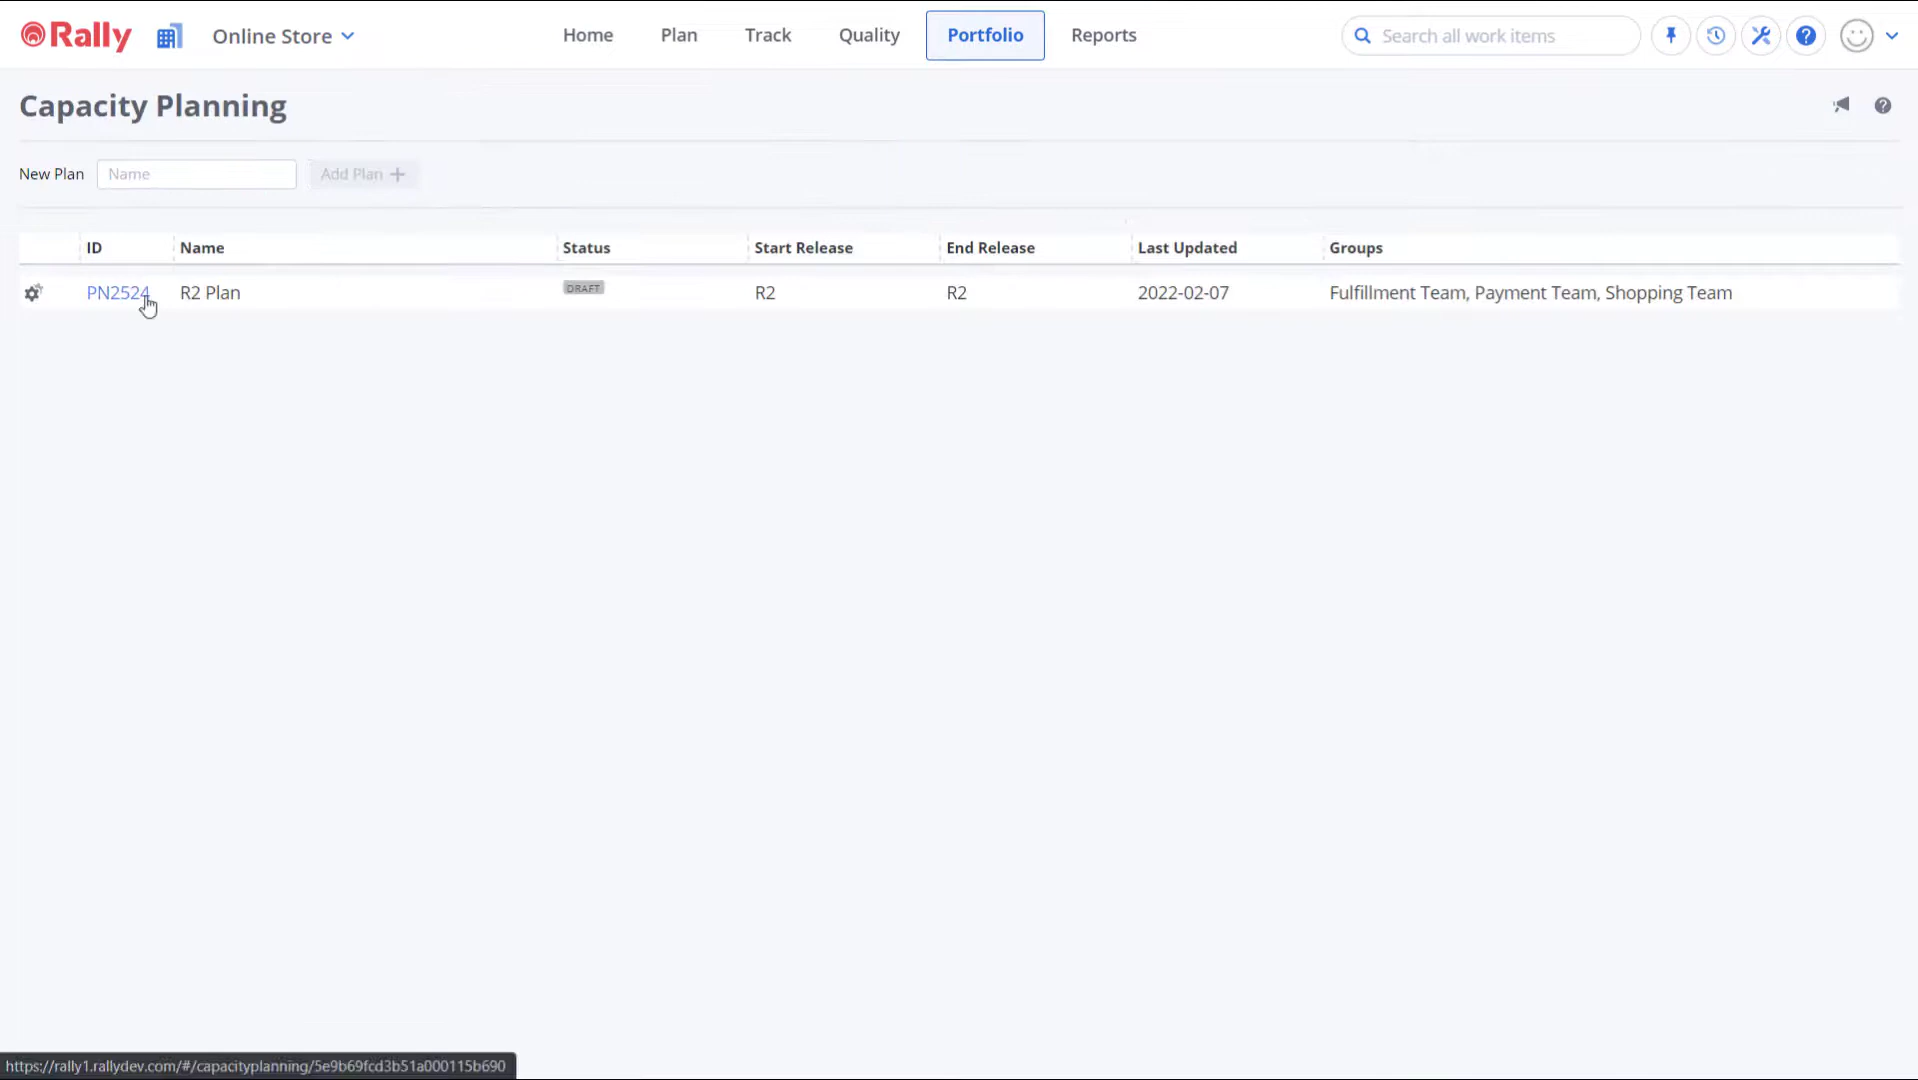 Rally Online Store Home Plan Track Quality Portfolio Reports Search all work items
Capacity Planning
New Plan Name Add Plan +
ID Name Status Start Release End Release Last Updated Groups
PN2524 R2 Plan DRAFT R2 R2 2022-02-07 Fulfillment Team, Payment Team, Shopping Team
https://rally1.rallydev.com/#/capacityplanning/5e9b69fcd3b51a000115b690